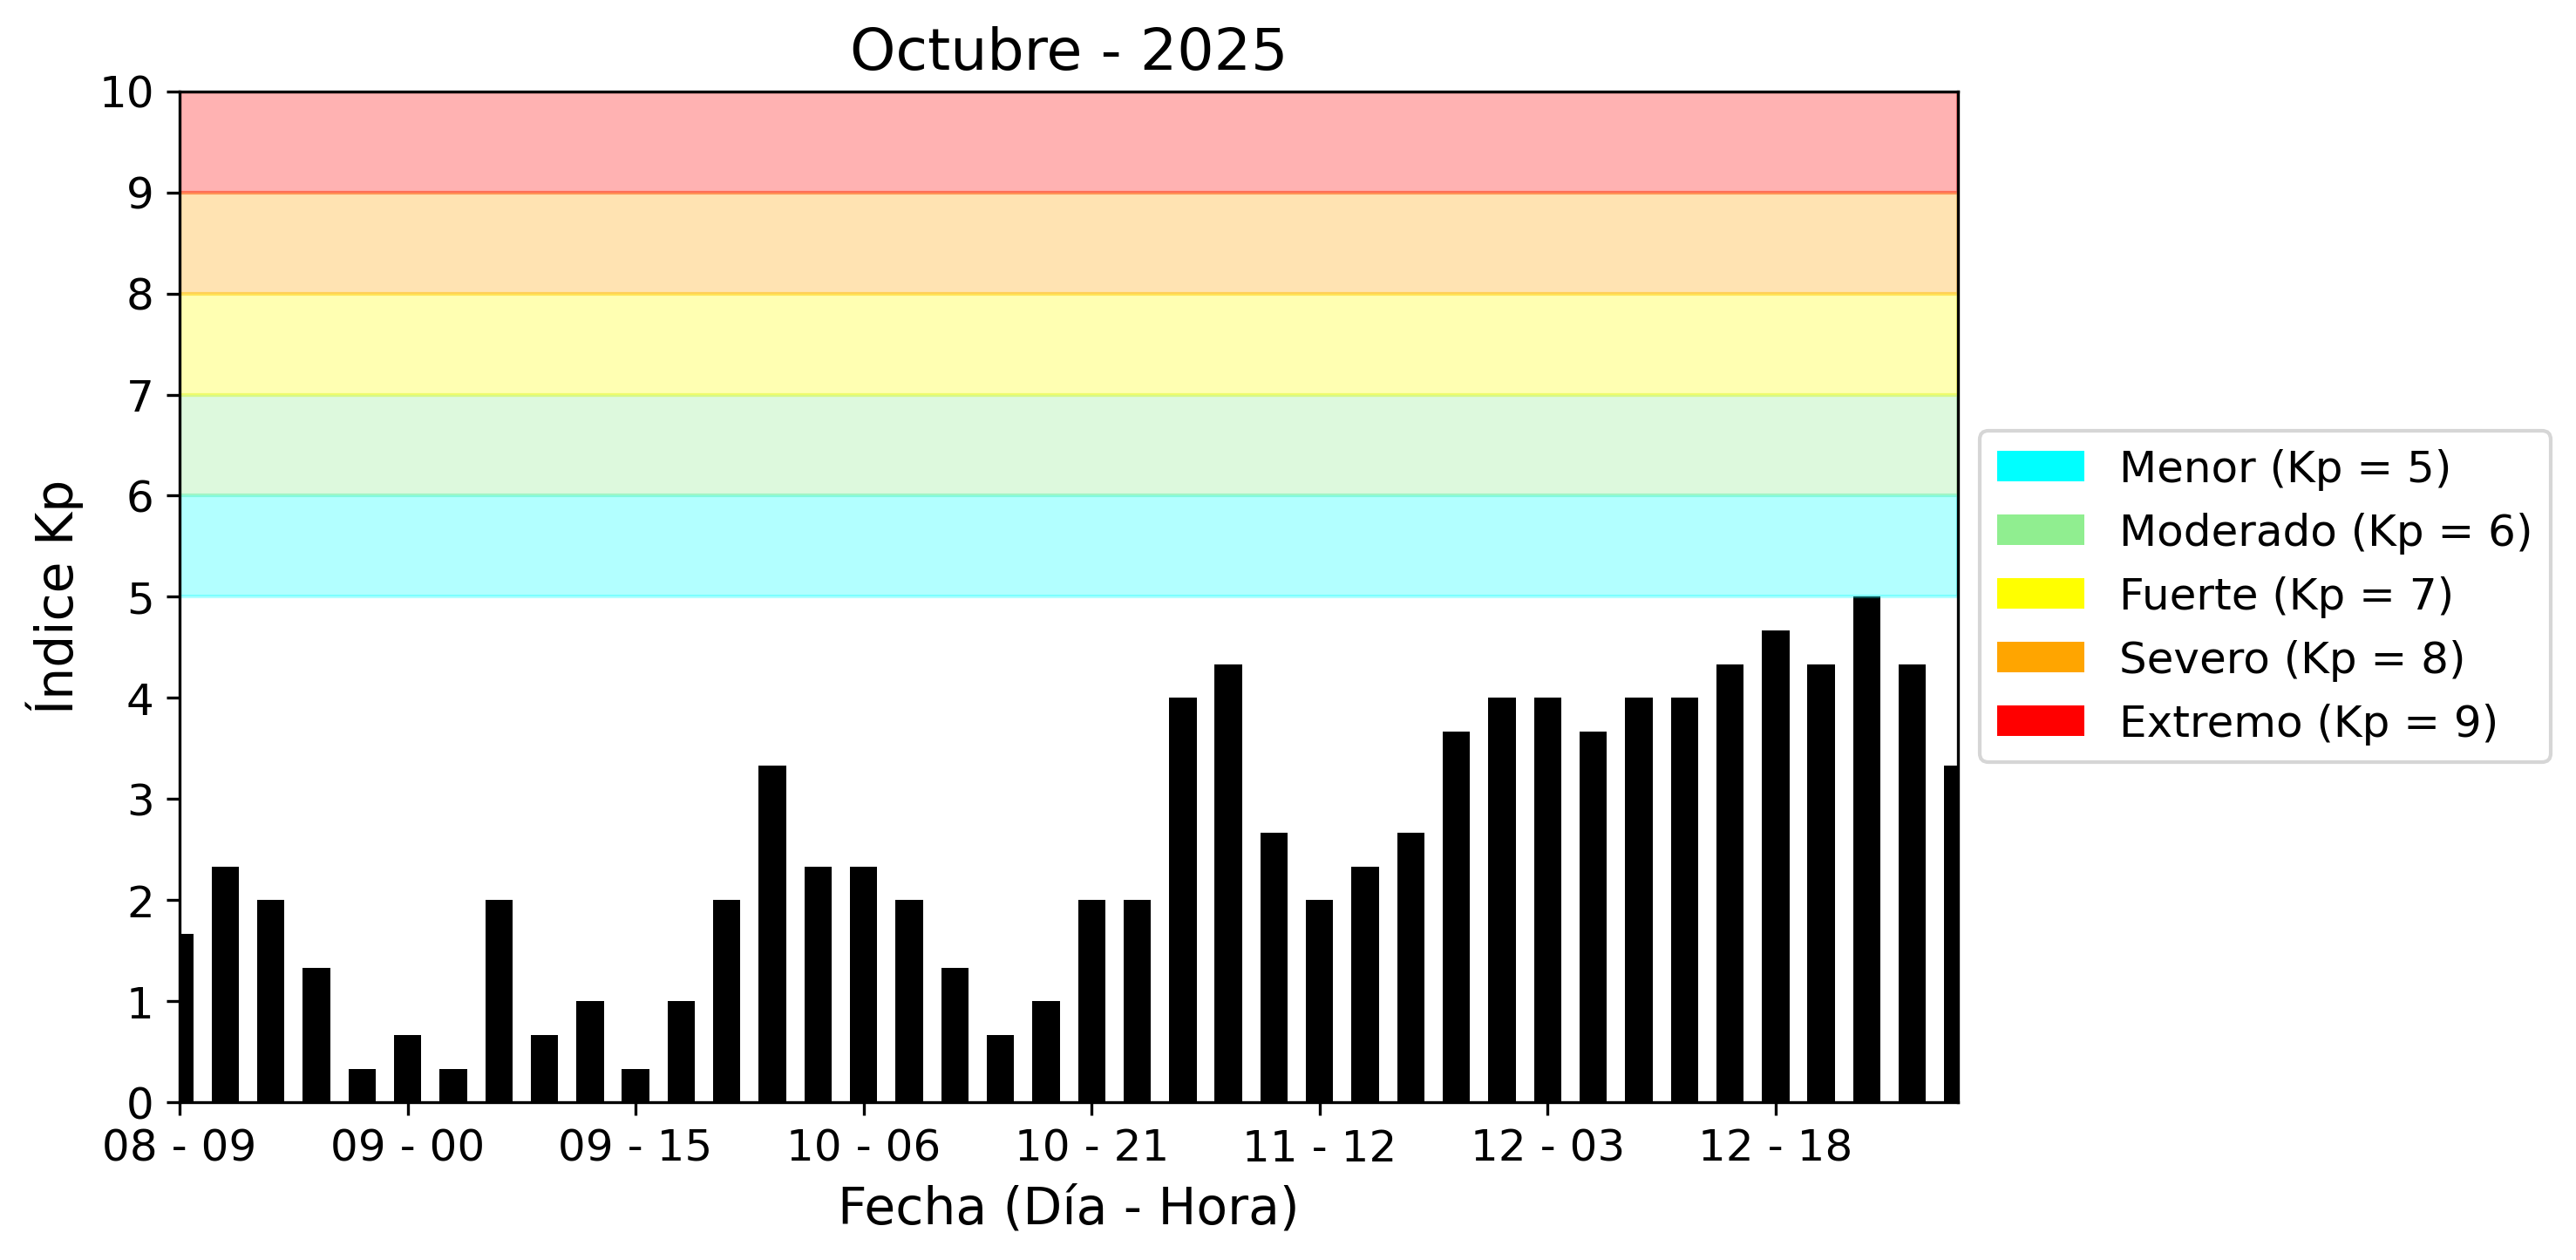 Octubre - 2025
10
9
8
7
6
5
4
3
2
1
0
Índice Kp
08 - 09
09 - 00
09 - 15
10 - 06
10 - 21
11 - 12
12 - 03
12 - 18
Fecha (Día - Hora)
Menor (Kp = 5)
Moderado (Kp = 6)
Fuerte (Kp = 7)
Severo (Kp = 8)
Extremo (Kp = 9)